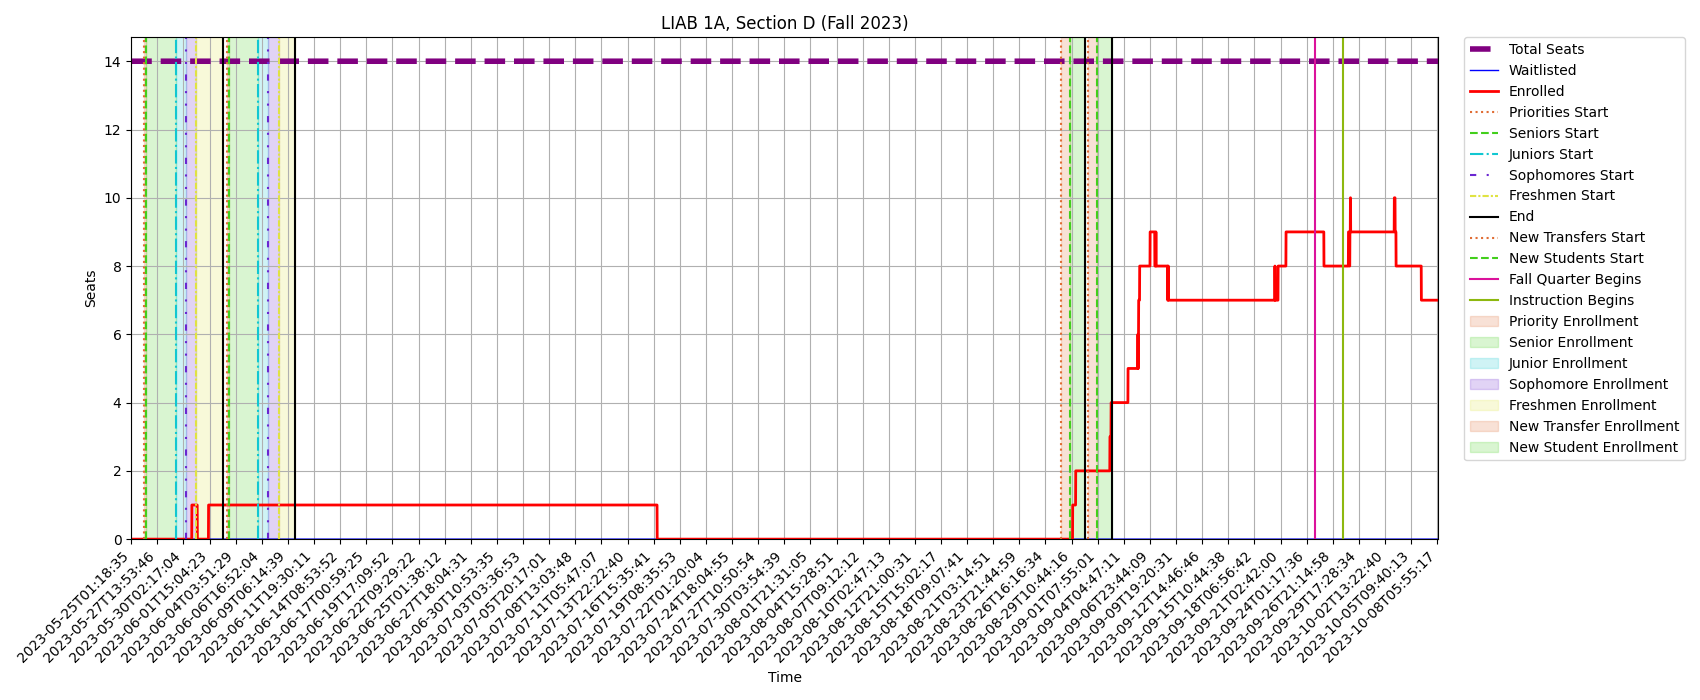 LIAB 1A, Section D (Fall 2023)
Seats
14
12
10
8
6
4
2
0
2023-05-25T01:18:35
2023-05-27T13:53:46
2023-05-30T02:17:04
2023-06-01T15:04:23
2023-06-04T03:51:29
2023-06-06T16:52:04
2023-06-09T06:14:39
2023-06-11T19:30:11
2023-06-14T08:53:52
2023-06-17T00:59:25
2023-06-19T17:09:52
2023-06-22T09:29:22
2023-06-25T01:38:12
2023-06-27T18:04:31
2023-06-30T10:53:35
2023-07-03T03:36:53
2023-07-05T20:17:01
2023-07-08T13:03:48
2023-07-11T05:47:07
2023-07-13T22:22:40
2023-07-16T15:35:41
2023-07-19T08:35:53
2023-07-22T01:20:04
2023-07-24T18:04:55
2023-07-27T10:50:54
2023-07-30T03:54:39
2023-08-01T21:31:05
2023-08-04T15:28:51
2023-08-07T09:12:12
2023-08-10T02:47:13
2023-08-12T21:00:31
2023-08-15T15:02:17
2023-08-18T09:07:41
2023-08-21T03:14:51
2023-08-23T21:44:59
2023-08-26T16:16:34
2023-08-29T10:44:16
2023-09-01T07:55:01
2023-09-04T04:47:11
2023-09-06T23:44:09
2023-09-09T19:20:31
2023-09-12T14:46:46
2023-09-15T10:44:38
2023-09-18T06:56:42
2023-09-21T02:42:00
2023-09-24T01:17:36
2023-09-26T21:14:58
2023-09-29T17:28:34
2023-10-02T13:22:40
2023-10-05T09:40:13
2023-10-08T05:55:17
Time
Total Seats
Waitlisted
Enrolled
Priorities Start
Seniors Start
Juniors Start
Sophomores Start
Freshmen Start
End
New Transfers Start
New Students Start
Fall Quarter Begins
Instruction Begins
Priority Enrollment
Senior Enrollment
Junior Enrollment
Sophomore Enrollment
Freshmen Enrollment
New Transfer Enrollment
New Student Enrollment